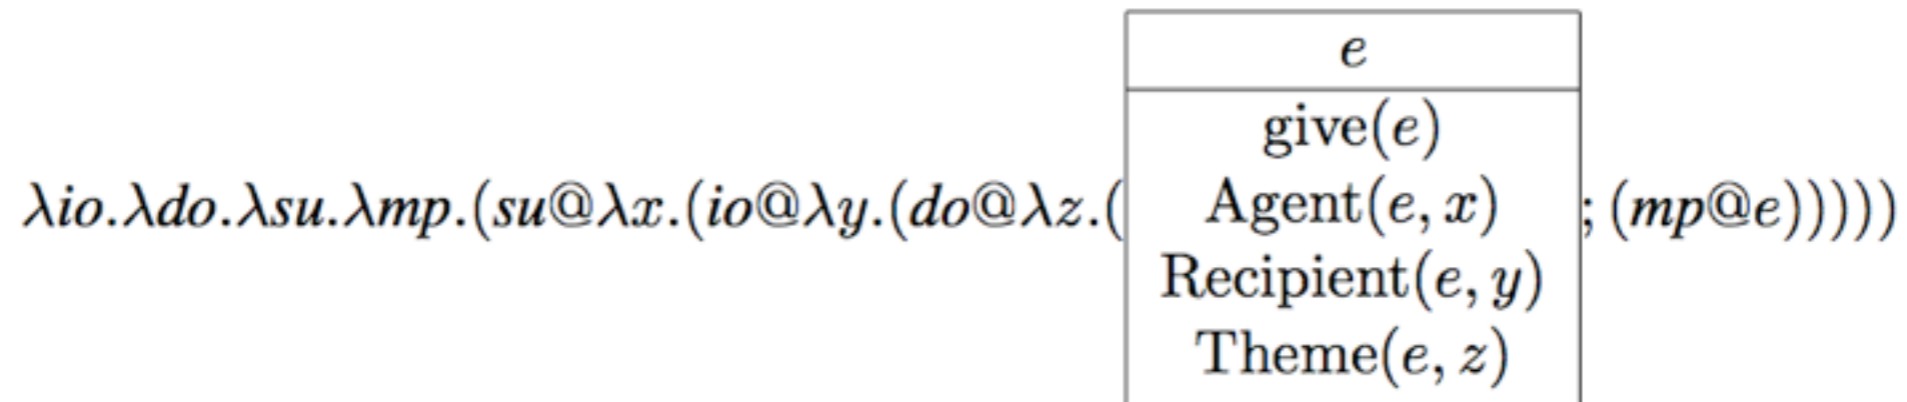 e
give(e)
λio.λdo.λsu.λmp.(su@λx.(io@λy.(do@λz.( Agent(e, x) ; (mp@e)))))
Recipient(e, y)
Theme(e, z)